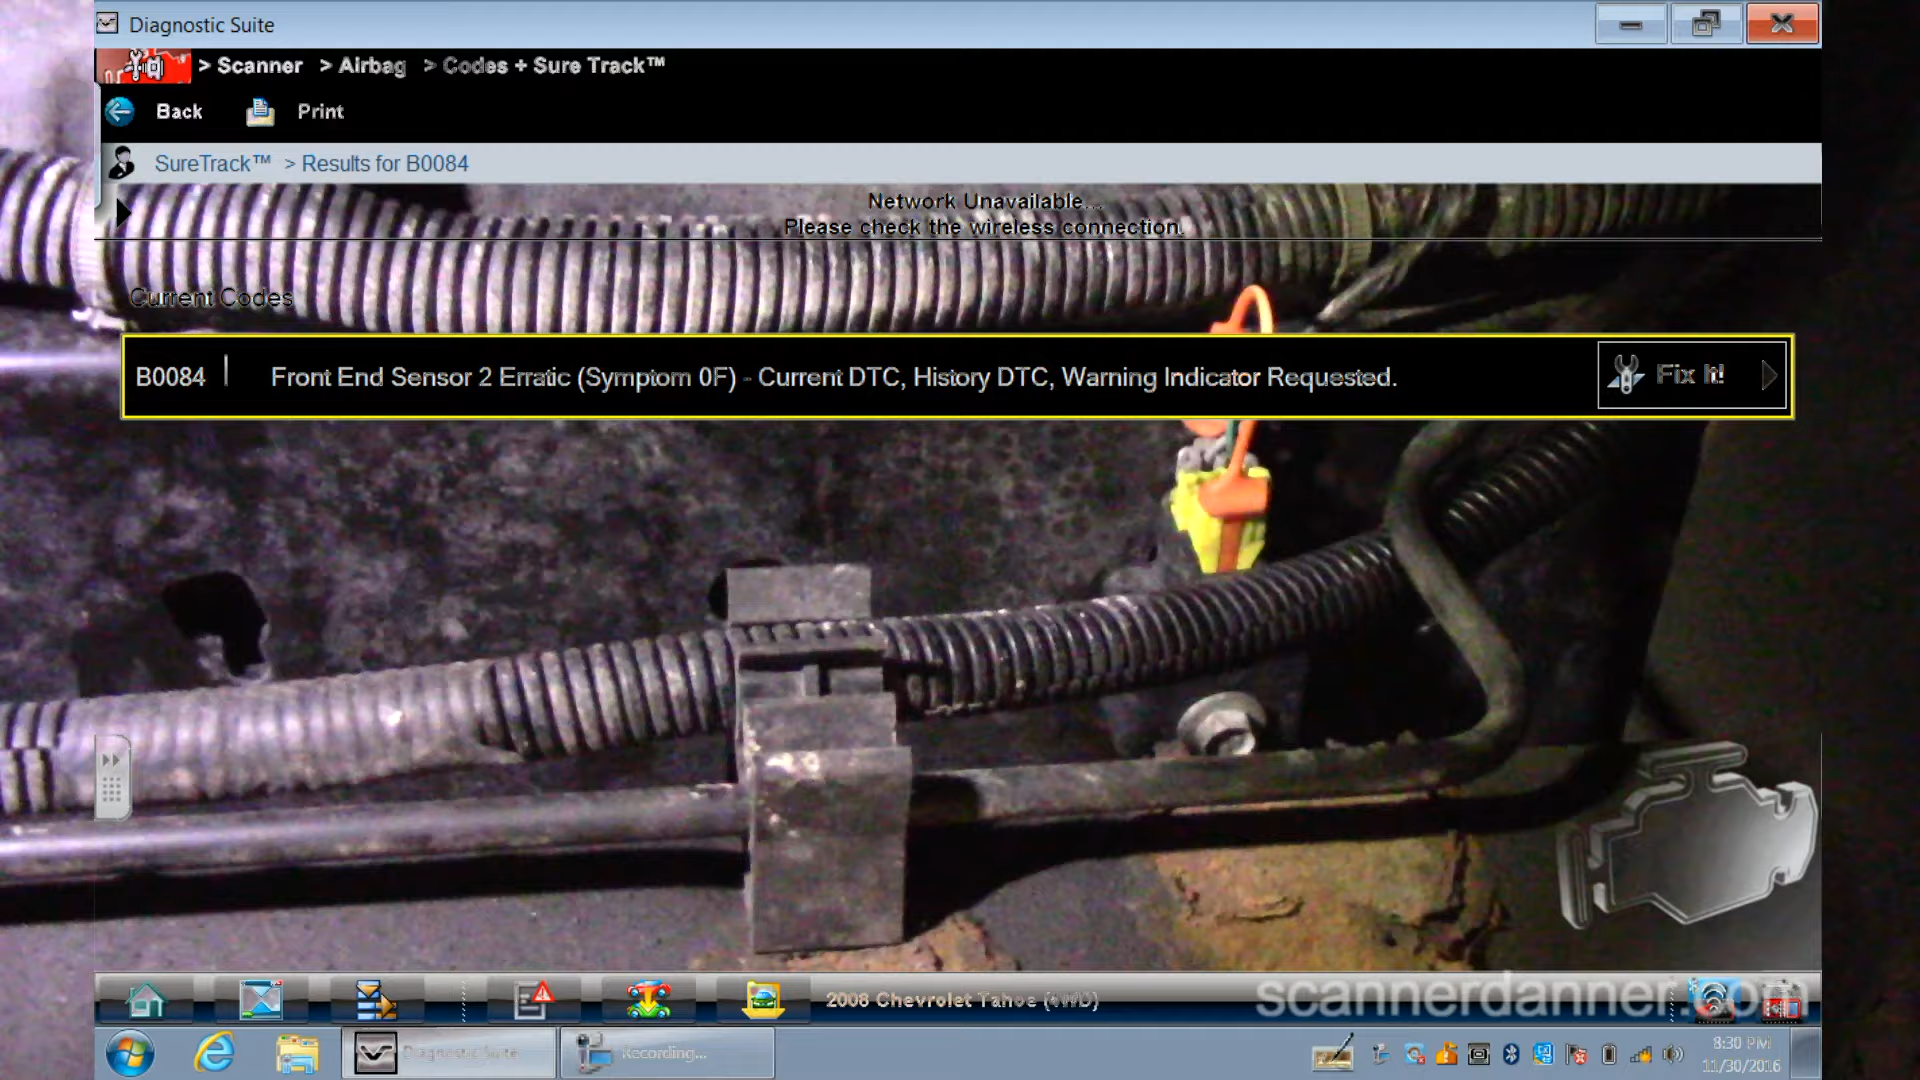 Diagnostic Suite
> Scanner > Airbag > Codes + Sure Track™
Back Print
SureTrack™ > Results for B0084
Network Unavailable...
Please check the wireless connection.
Current Codes
B0084 Front End Sensor 2 Erratic (Symptom 0F) - Current DTC, History DTC, Warning Indicator Requested. Fix It!
2008 Chevrolet Tahoe (4WD)
scannerdanner.com
Diagnostic Suite Recording...
8:30 PM
11/30/2016